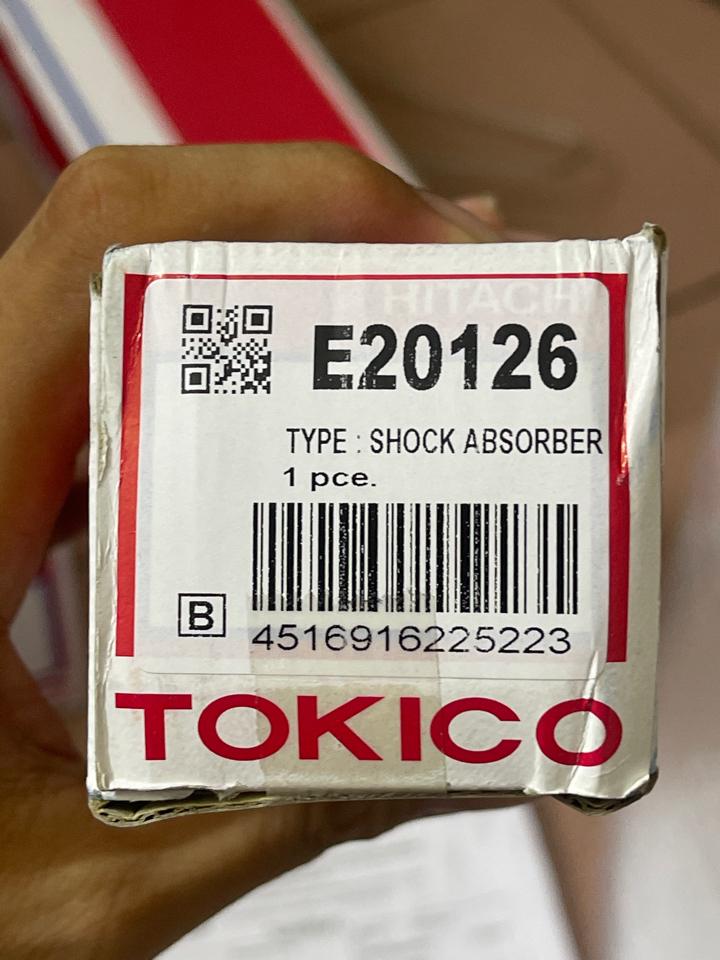 HITACHI
E20126
TYPE : SHOCK ABSORBER
1 pce.
B
4516916225223
TOKICO